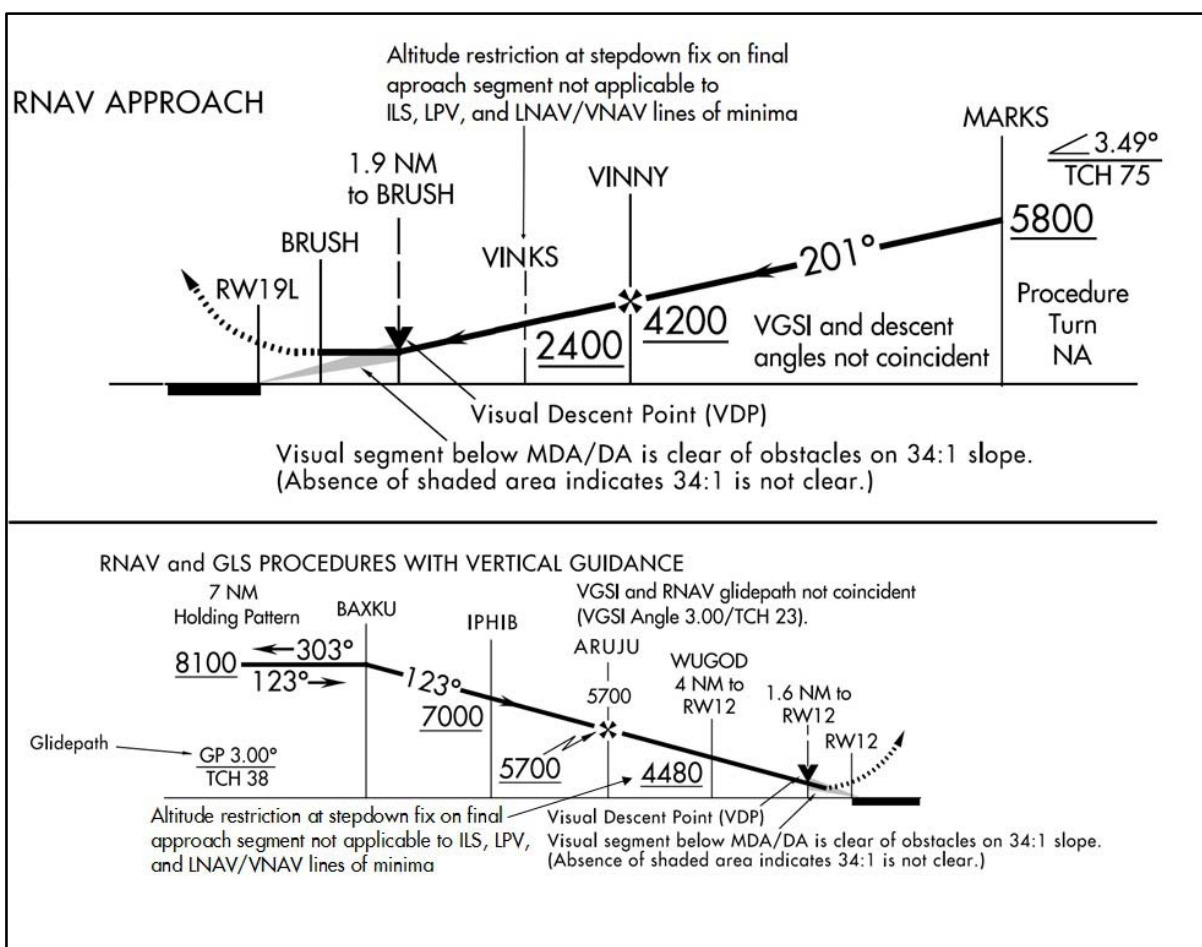 Altitude restriction at stepdown fix on final
aproach segment not applicable to
ILS, LPV, and LNAV/VNAV lines of minima
RNAV APPROACH
MARKS
3.49°
TCH 75
1.9 NM
to BRUSH
VINNY
BRUSH
VINKS
5800
201°
RW19L
4200
2400
VGSI and descent
angles not coincident
Procedure
Turn
NA
Visual Descent Point (VDP)
Visual segment below MDA/DA is clear of obstacles on 34:1 slope.
(Absence of shaded area indicates 34:1 is not clear.)
RNAV and GLS PROCEDURES WITH VERTICAL GUIDANCE
7 NM
Holding Pattern
BAXKU
IPHIB
VGSI and RNAV glidepath not coincident
(VGSI Angle 3.00/TCH 23).
ARUJU
5700
WUGOD
4 NM to
RW12
1.6 NM to
RW12
RW12
8100
303°
123°
123°
7000
5700
4480
Glidepath
GP 3.00°
TCH 38
Altitude restriction at stepdown fix on final
approach segment not applicable to ILS, LPV,
and LNAV/VNAV lines of minima
Visual Descent Point (VDP)
Visual segment below MDA/DA is clear of obstacles on 34:1 slope.
(Absence of shaded area indicates 34:1 is not clear.)